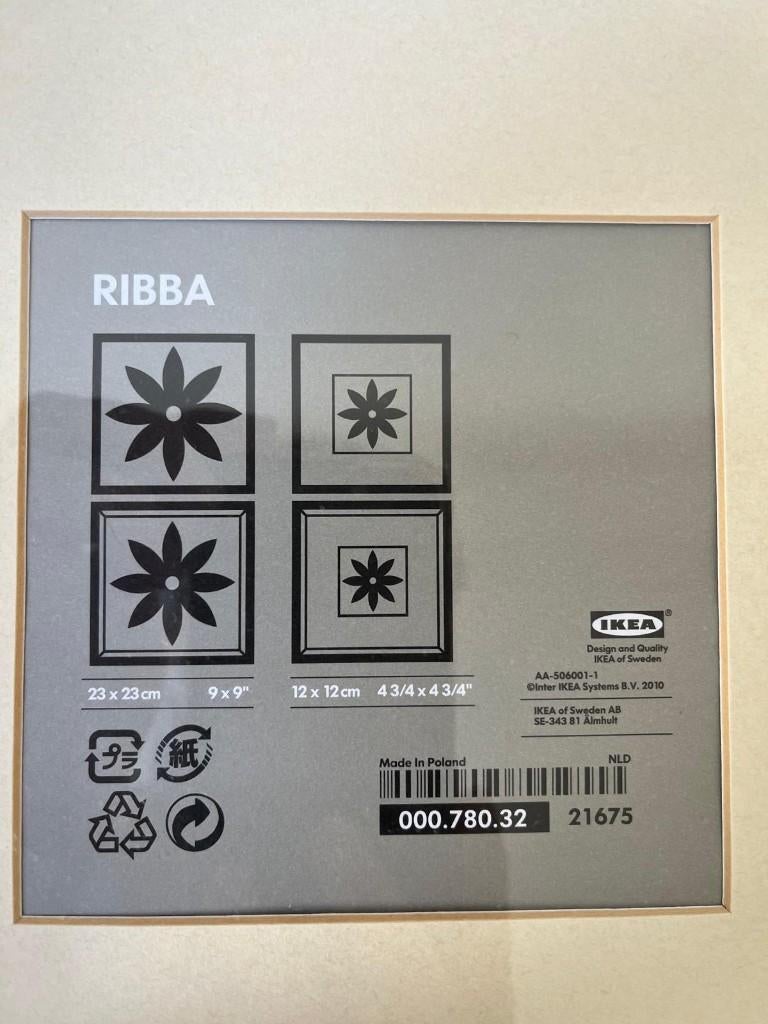 RIBBA
23 x 23 cm 9 x 9"
12 x 12 cm 4 3/4 x 4 3/4"
IKEA®
Design and Quality
IKEA of Sweden
AA-506001-1
©Inter IKEA Systems B.V. 2010
IKEA of Sweden AB
SE-343 81 Älmhult
プラ
紙
Made In Poland NLD
000.780.32 21675